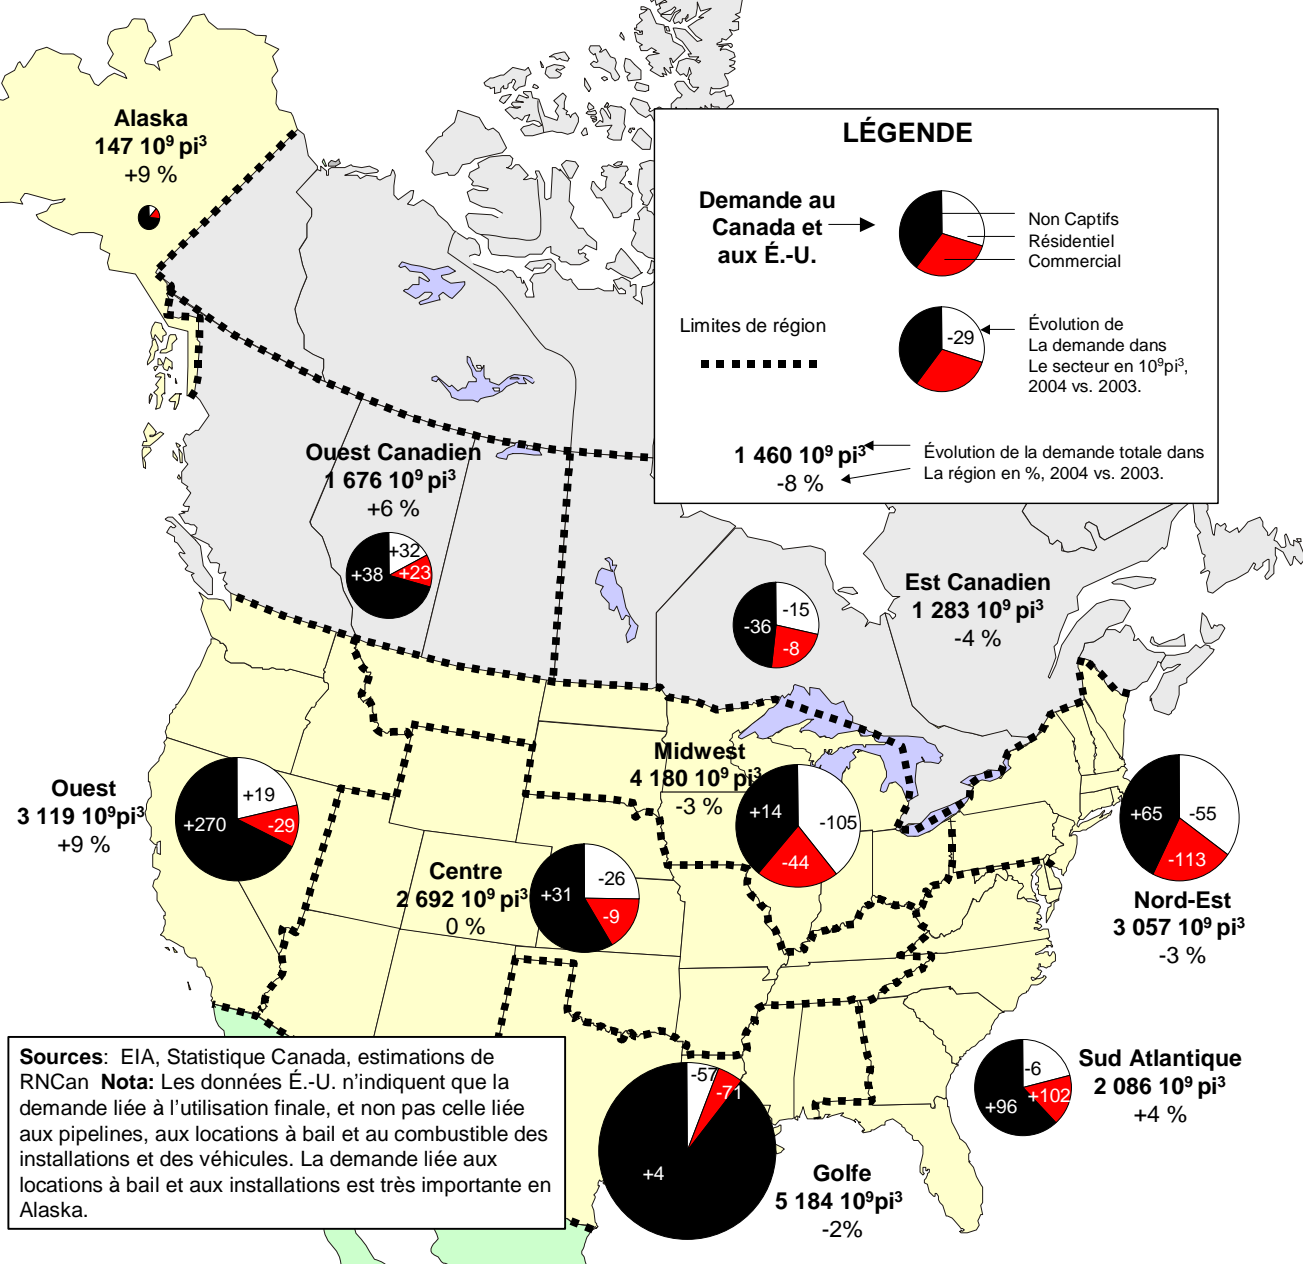 Alaska
147 10⁹ pi³
+9 %
LÉGENDE
Demande au
Canada et
aux É.-U.
Non Captifs
Résidentiel
Commercial
Limites de région
-29
Évolution de
La demande dans
Le secteur en 10⁹pi³,
2004 vs. 2003.
1 460 10⁹ pi³
-8 %
Évolution de la demande totale dans
La région en %, 2004 vs. 2003.
Ouest Canadien
1 676 10⁹ pi³
+6 %
+32
+38
+23
Est Canadien
1 283 10⁹ pi³
-4 %
-15
-36
-8
Ouest
3 119 10⁹pi³
+9 %
+19
+270
-29
Midwest
4 180 10⁹ pi³
-3 %
+14
-105
-44
Centre
2 692 10⁹ pi³
0 %
-26
+31
-9
+65
-55
-113
Nord-Est
3 057 10⁹ pi³
-3 %
Sud Atlantique
2 086 10⁹ pi³
+4 %
-6
+96
+102
-57
-71
+4
Golfe
5 184 10⁹pi³
-2%
Sources: EIA, Statistique Canada, estimations de
RNCan Nota: Les données É.-U. n’indiquent que la
demande liée à l’utilisation finale, et non pas celle liée
aux pipelines, aux locations à bail et au combustible des
installations et des véhicules. La demande liée aux
locations à bail et aux installations est très importante en
Alaska.